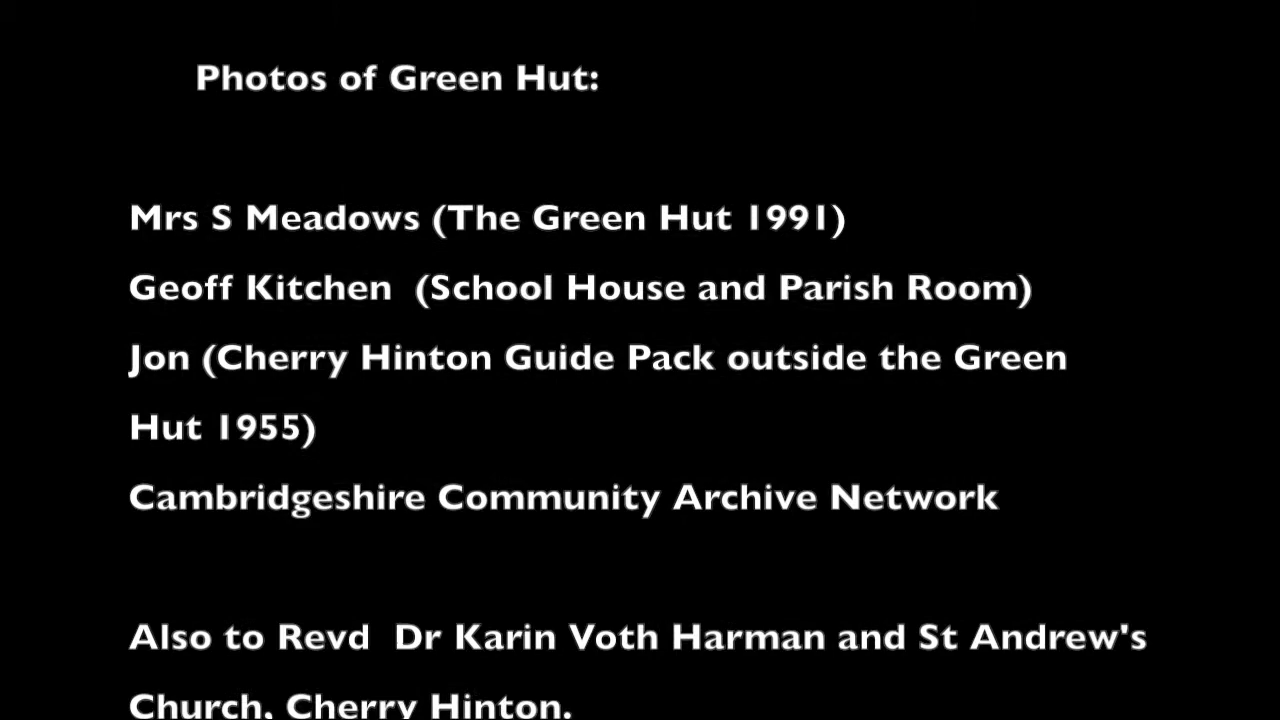 Photos of Green Hut:
Mrs S Meadows (The Green Hut 1991)
Geoff Kitchen  (School House and Parish Room)
Jon (Cherry Hinton Guide Pack outside the Green
Hut 1955)
Cambridgeshire Community Archive Network
Also to Revd  Dr Karin Voth Harman and St Andrew's
Church, Cherry Hinton.